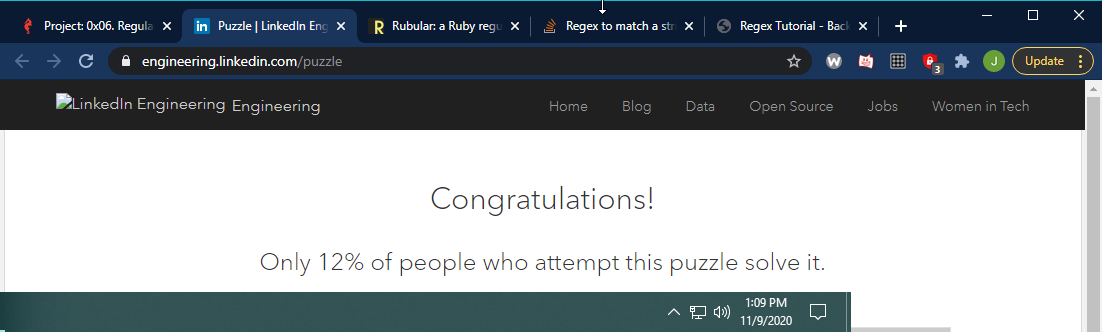 Project: 0x06. Regula
Puzzle | LinkedIn Eng
Rubular: a Ruby regu
Regex to match a str
Regex Tutorial - Back
engineering.linkedin.com/puzzle
W
3
J
Update
LinkedIn Engineering Engineering
Home Blog Data Open Source Jobs Women in Tech
Congratulations!
Only 12% of people who attempt this puzzle solve it.
1:09 PM
11/9/2020